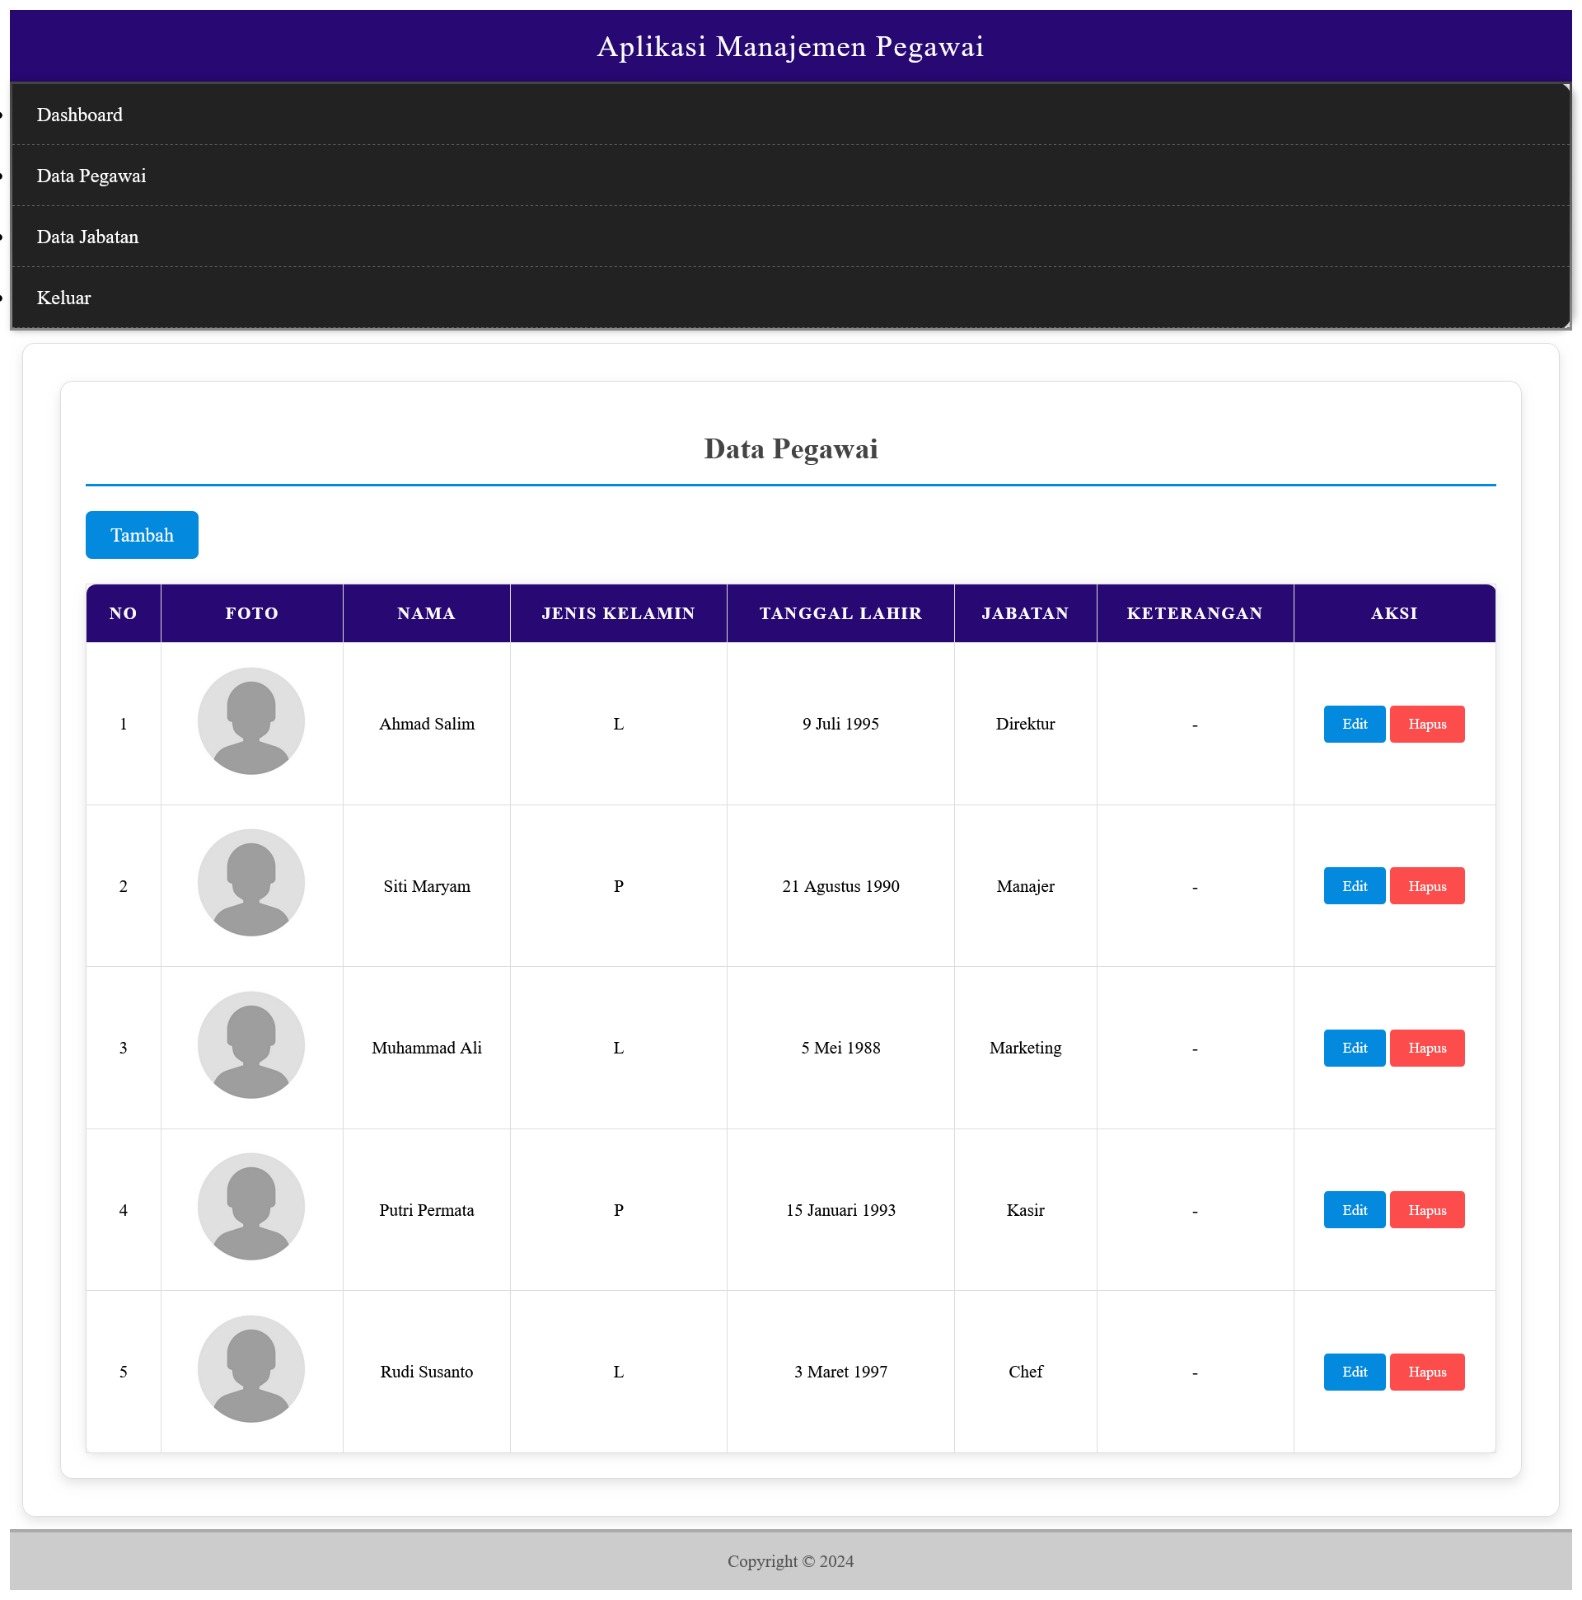 Aplikasi Manajemen Pegawai
Dashboard
Data Pegawai
Data Jabatan
Keluar
Data Pegawai
Tambah
NO FOTO NAMA JENIS KELAMIN TANGGAL LAHIR JABATAN KETERANGAN AKSI
1 Ahmad Salim L 9 Juli 1995 Direktur - Edit Hapus
2 Siti Maryam P 21 Agustus 1990 Manajer - Edit Hapus
3 Muhammad Ali L 5 Mei 1988 Marketing - Edit Hapus
4 Putri Permata P 15 Januari 1993 Kasir - Edit Hapus
5 Rudi Susanto L 3 Maret 1997 Chef - Edit Hapus
Copyright © 2024